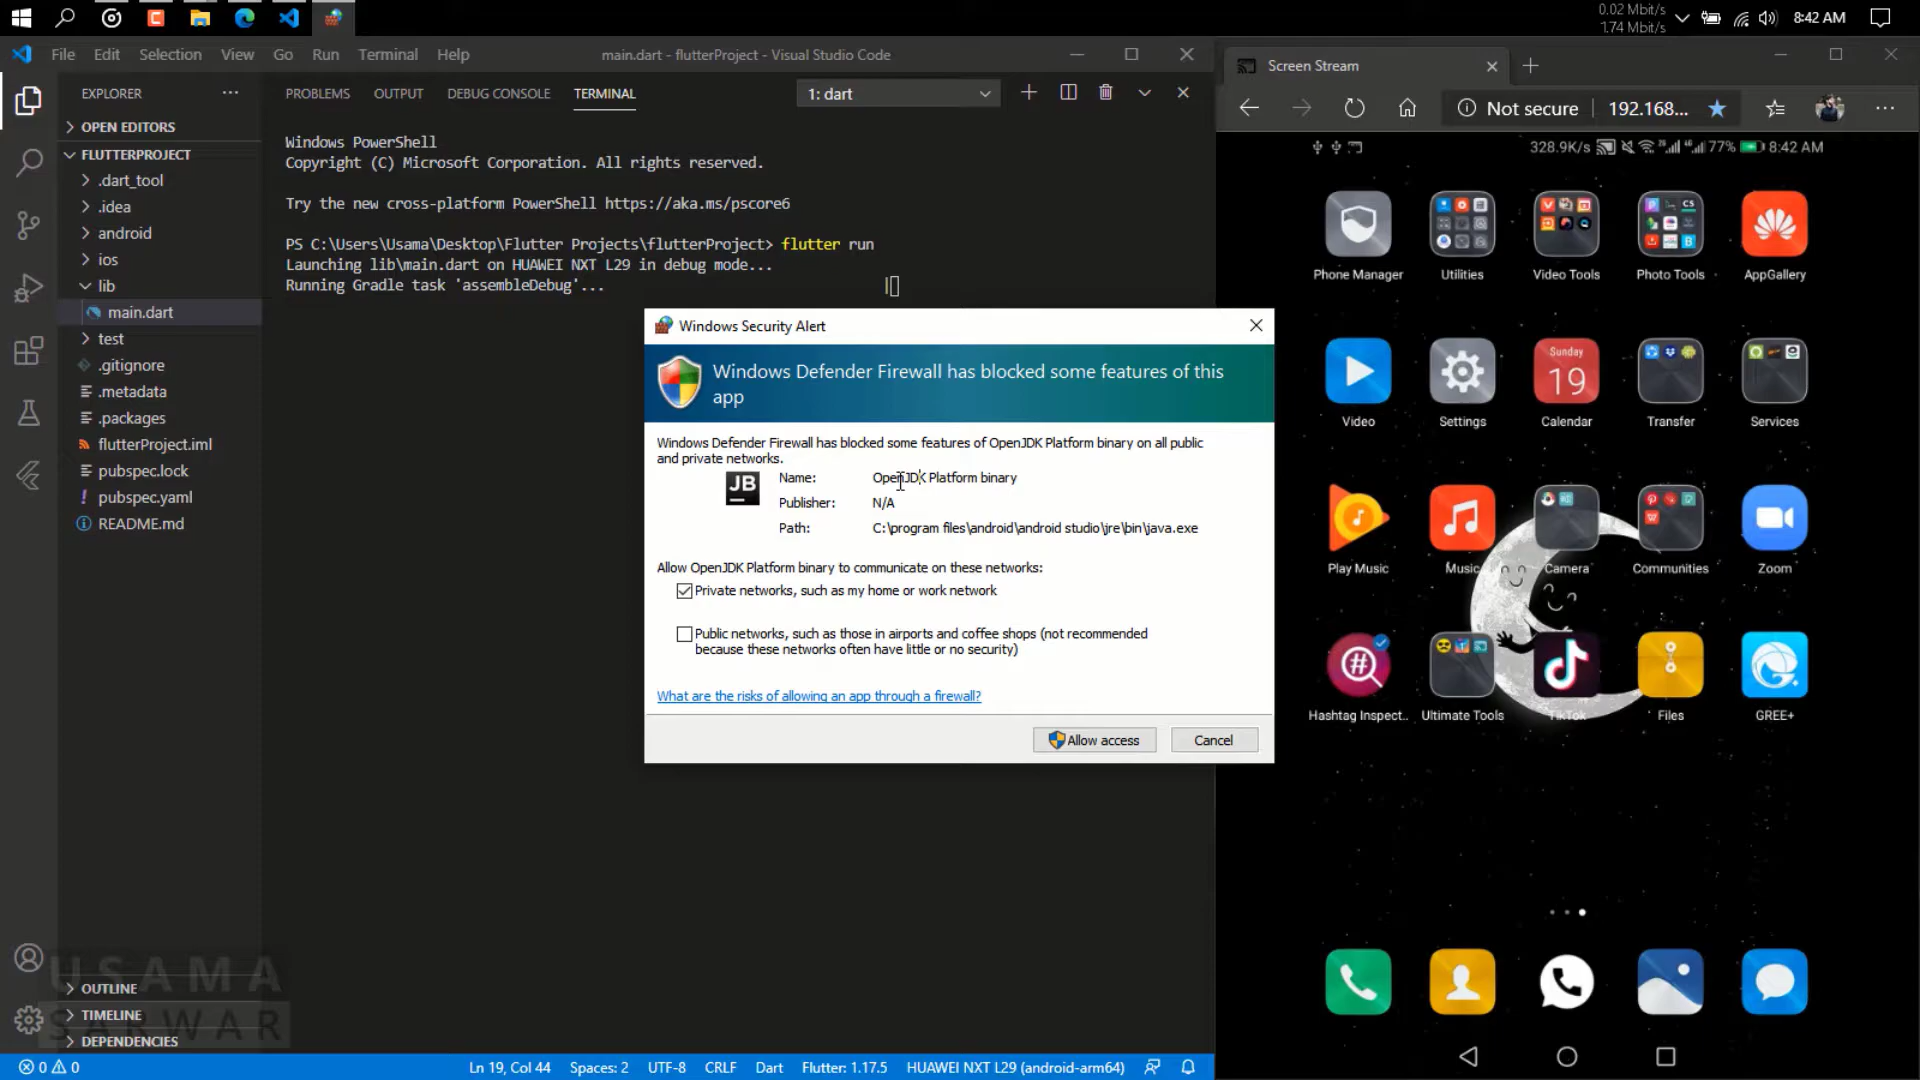 0.02 Mbit/s
1.74 Mbit/s
8:42 AM
File Edit Selection View Go Run Terminal Help
main.dart - flutterProject - Visual Studio Code
EXPLORER
OPEN EDITORS
FLUTTERPROJECT
.dart_tool
.idea
android
ios
lib
main.dart
test
.gitignore
.metadata
.packages
flutterProject.iml
pubspec.lock
pubspec.yaml
README.md
OUTLINE
TIMELINE
DEPENDENCIES
USAMA
SARWAR
PROBLEMS OUTPUT DEBUG CONSOLE TERMINAL
1: dart
Windows PowerShell
Copyright (C) Microsoft Corporation. All rights reserved.
Try the new cross-platform PowerShell https://aka.ms/pscore6
PS C:\Users\Usama\Desktop\Flutter Projects\flutterProject> flutter run
Launching lib\main.dart on HUAWEI NXT L29 in debug mode...
Running Gradle task 'assembleDebug'...
Windows Security Alert
Windows Defender Firewall has blocked some features of this
app
Windows Defender Firewall has blocked some features of OpenJDK Platform binary on all public
and private networks.
JB
Name: OpenJDK Platform binary
Publisher: N/A
Path: C:\program files\android\android studio\jre\bin\java.exe
Allow OpenJDK Platform binary to communicate on these networks:
Private networks, such as my home or work network
Public networks, such as those in airports and coffee shops (not recommended
because these networks often have little or no security)
What are the risks of allowing an app through a firewall?
Allow access
Cancel
0 0
Ln 19, Col 44 Spaces: 2 UTF-8 CRLF Dart Flutter: 1.17.5 HUAWEI NXT L29 (android-arm64)
Screen Stream
Not secure 192.168...
328.9K/s 77% 8:42 AM
Phone Manager Utilities Video Tools Photo Tools AppGallery
Sunday
19
Video Settings Calendar Transfer Services
Play Music Music Camera Communities Zoom
Hashtag Inspect.. Ultimate Tools TikTok Files GREE+